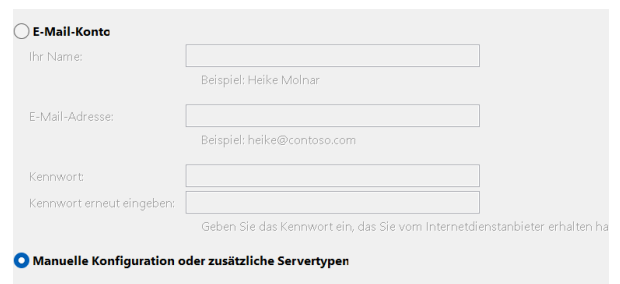 E-Mail-Konto
Ihr Name:
Beispiel: Heike Molnar
E-Mail-Adresse:
Beispiel: heike@contoso.com
Kennwort:
Kennwort erneut eingeben:
Geben Sie das Kennwort ein, das Sie vom Internetdienstanbieter erhalten ha
Manuelle Konfiguration oder zusätzliche Servertypen